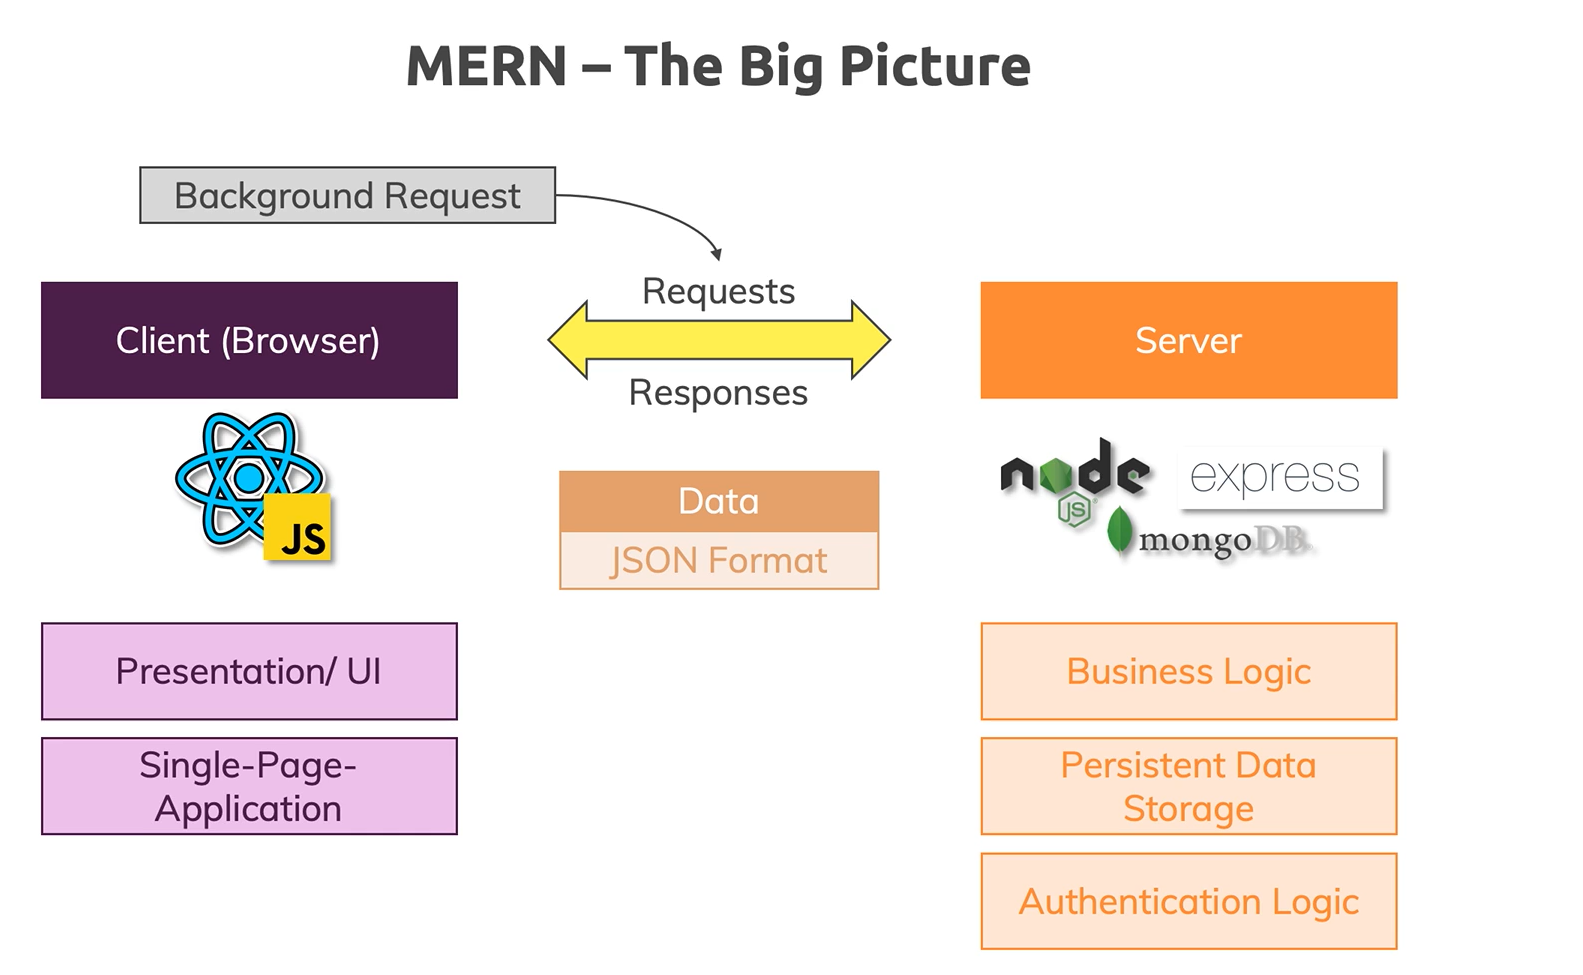 MERN – The Big Picture
Background Request
Requests
Client (Browser)
Server
Responses
JS
node
JS
express
mongoDB
Data
JSON Format
Presentation/ UI
Single-Page-
Application
Business Logic
Persistent Data
Storage
Authentication Logic